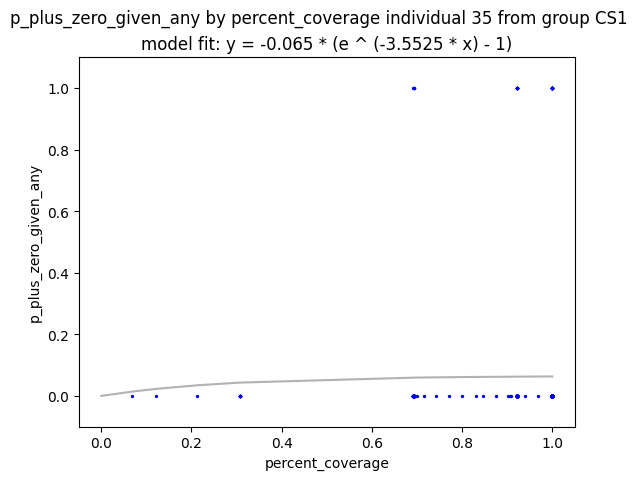 p_plus_zero_given_any by percent_coverage individual 35 from group CS1
model fit: y = -0.065 * (e ^ (-3.5525 * x) - 1)
1.0
0.8
0.6
0.4
0.2
0.0
p_plus_zero_given_any
0.0 0.2 0.4 0.6 0.8 1.0
percent_coverage